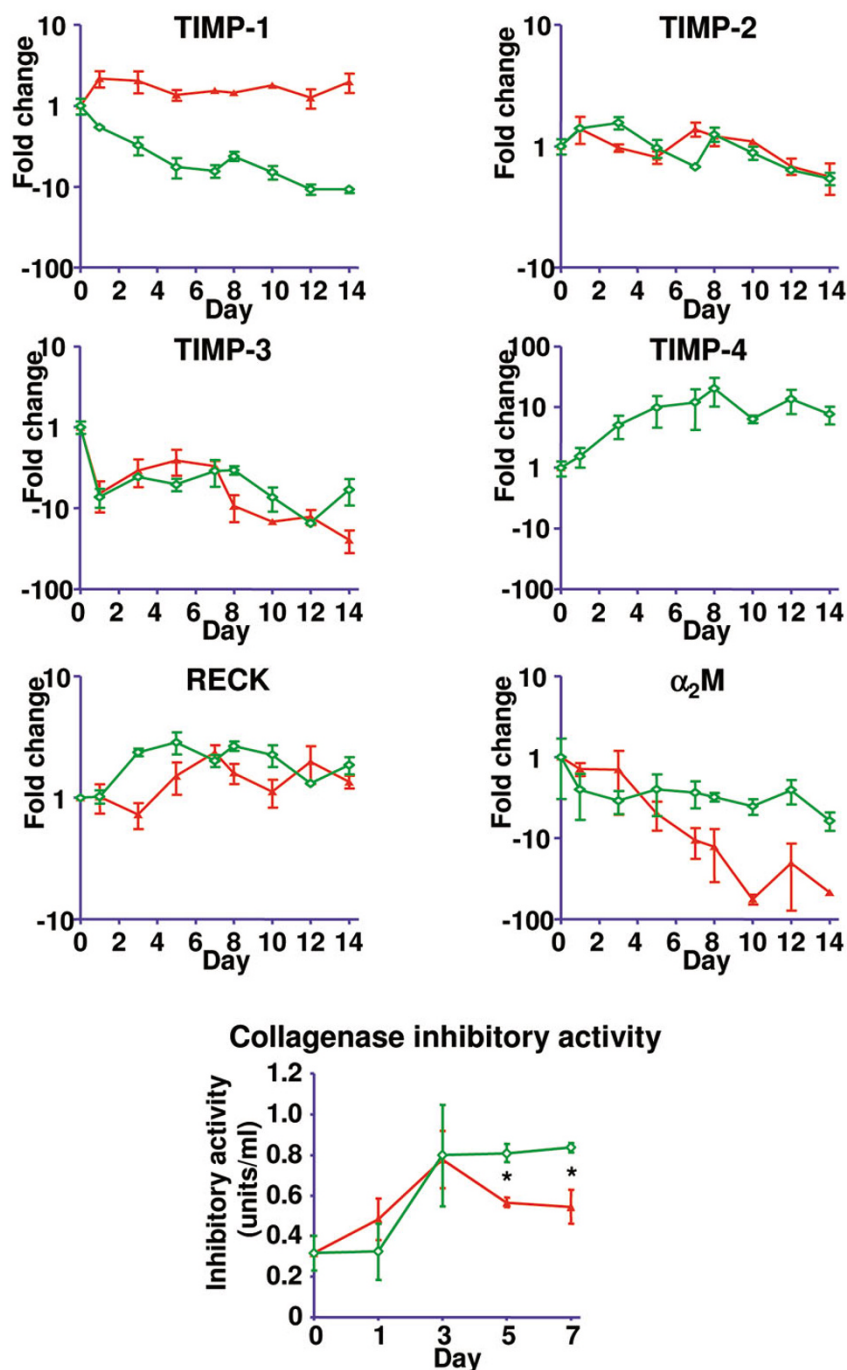 TIMP-1
Fold change
10
1
-10
-100
0 2 4 6 8 10 12 14
Day
TIMP-2
Fold change
10
1
-10
0 2 4 6 8 10 12 14
Day
TIMP-3
Fold change
10
1
-10
-100
0 2 4 6 8 10 12 14
Day
TIMP-4
Fold change
100
10
1
-10
-100
0 2 4 6 8 10 12 14
Day
RECK
Fold change
10
1
-10
0 2 4 6 8 10 12 14
Day
α₂M
Fold change
10
1
-10
-100
0 2 4 6 8 10 12 14
Day
Collagenase inhibitory activity
Inhibitory activity
(units/ml)
1.2
1.0
0.8
0.6
0.4
0.2
0
* *
0 1 3 5 7
Day